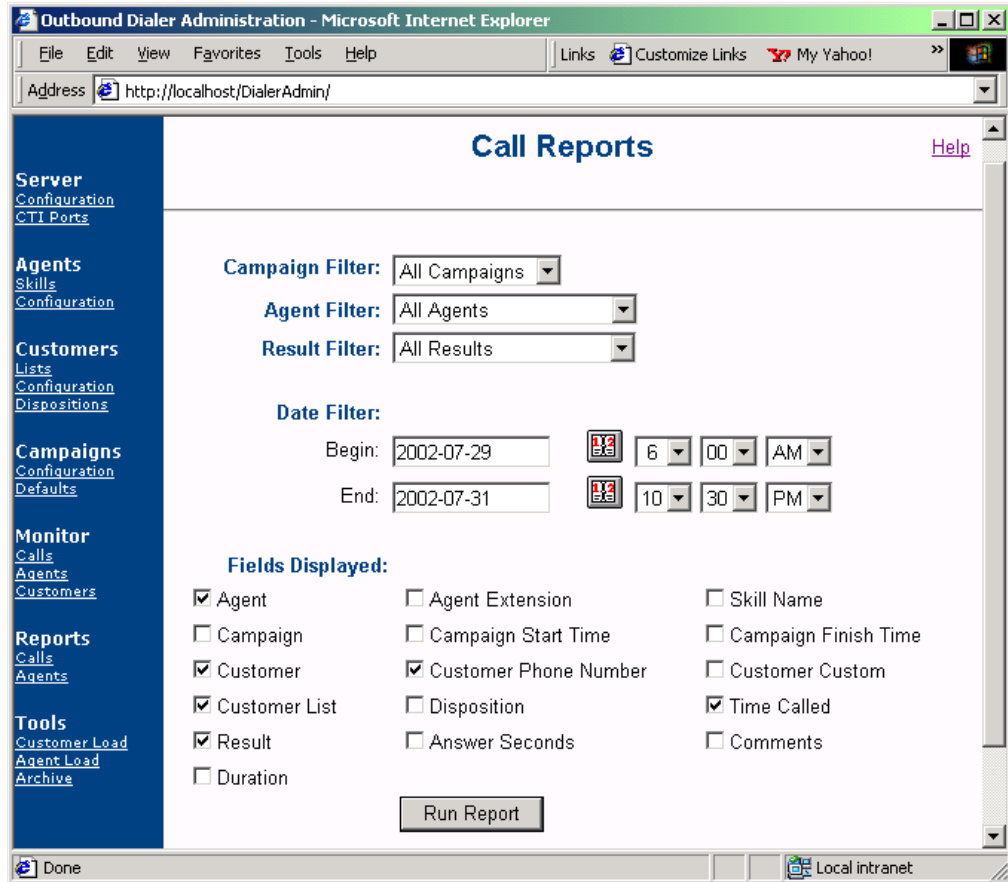 Outbound Dialer Administration - Microsoft Internet Explorer
File Edit View Favorites Tools Help Links Customize Links My Yahoo! »
Address http://localhost/DialerAdmin/
Call Reports
Help
Server
Configuration
CTI Ports
Agents
Skills
Configuration
Customers
Lists
Configuration
Dispositions
Campaigns
Configuration
Defaults
Monitor
Calls
Agents
Customers
Reports
Calls
Agents
Tools
Customer Load
Agent Load
Archive
Campaign Filter: All Campaigns
Agent Filter: All Agents
Result Filter: All Results
Date Filter:
Begin: 2002-07-29 6 00 AM
End: 2002-07-31 10 30 PM
Fields Displayed:
Agent Agent Extension Skill Name
Campaign Campaign Start Time Campaign Finish Time
Customer Customer Phone Number Customer Custom
Customer List Disposition Time Called
Result Answer Seconds Comments
Duration
Run Report
Done Local intranet